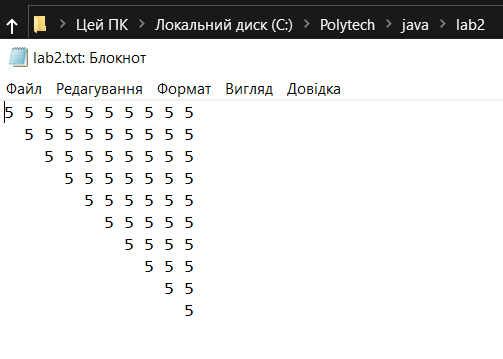 Цей ПК > Локальний диск (C:) > Polytech > java > lab2
lab2.txt: Блокнот
Файл Редагування Формат Вигляд Довідка
5 5 5 5 5 5 5 5 5 5
5 5 5 5 5 5 5 5 5
5 5 5 5 5 5 5 5
5 5 5 5 5 5 5
5 5 5 5 5 5
5 5 5 5 5
5 5 5 5
5 5 5
5 5
5